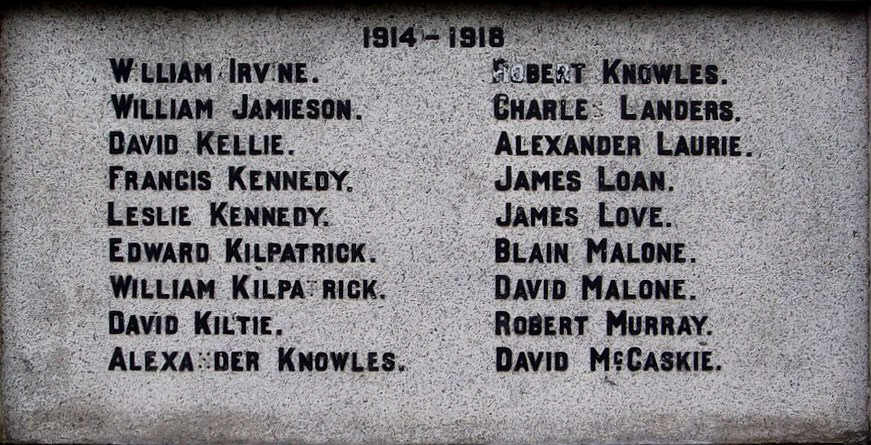 1914 - 1918
WILLIAM IRVINE.
WILLIAM JAMIESON.
DAVID KELLIE.
FRANCIS KENNEDY.
LESLIE KENNEDY.
EDWARD KILPATRICK.
WILLIAM KILPATRICK.
DAVID KILTIE.
ALEXANDER KNOWLES.
ROBERT KNOWLES.
CHARLES LANDERS.
ALEXANDER LAURIE.
JAMES LOAN.
JAMES LOVE.
BLAIN MALONE.
DAVID MALONE.
ROBERT MURRAY.
DAVID McCASKIE.